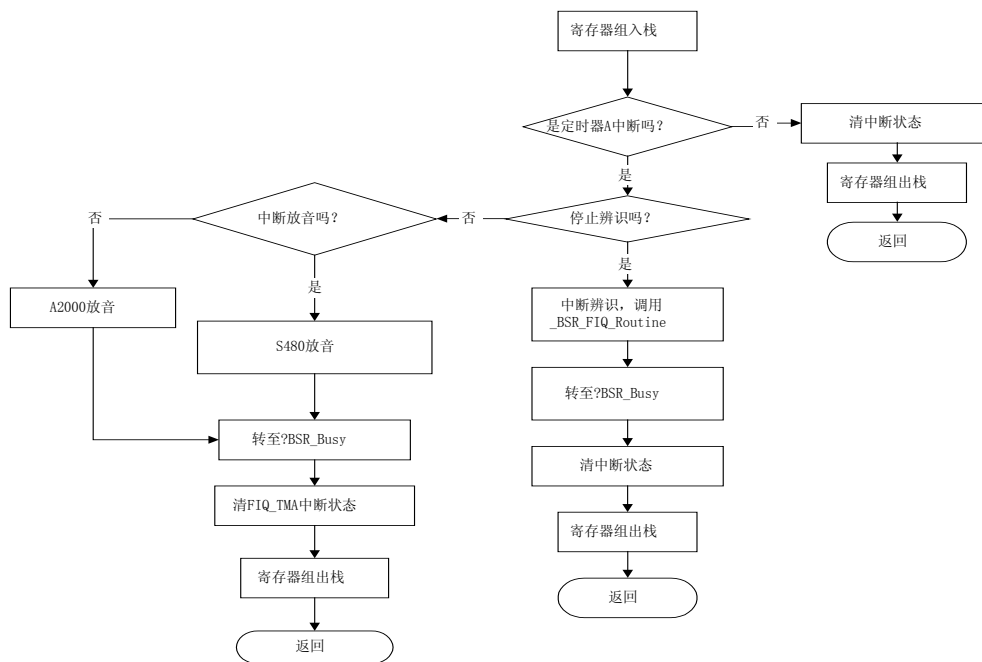 寄存器组入栈
是定时器A中断吗?
否
清中断状态
是
寄存器组出栈
返回
中断放音吗?
否
停止辨识吗?
否
是
是
A2000放音
中断辨识，调用
_BSR_FIQ_Routine
S480放音
转至?BSR_Busy
转至?BSR_Busy
清中断状态
清FIQ_TMA中断状态
寄存器组出栈
寄存器组出栈
返回
返回